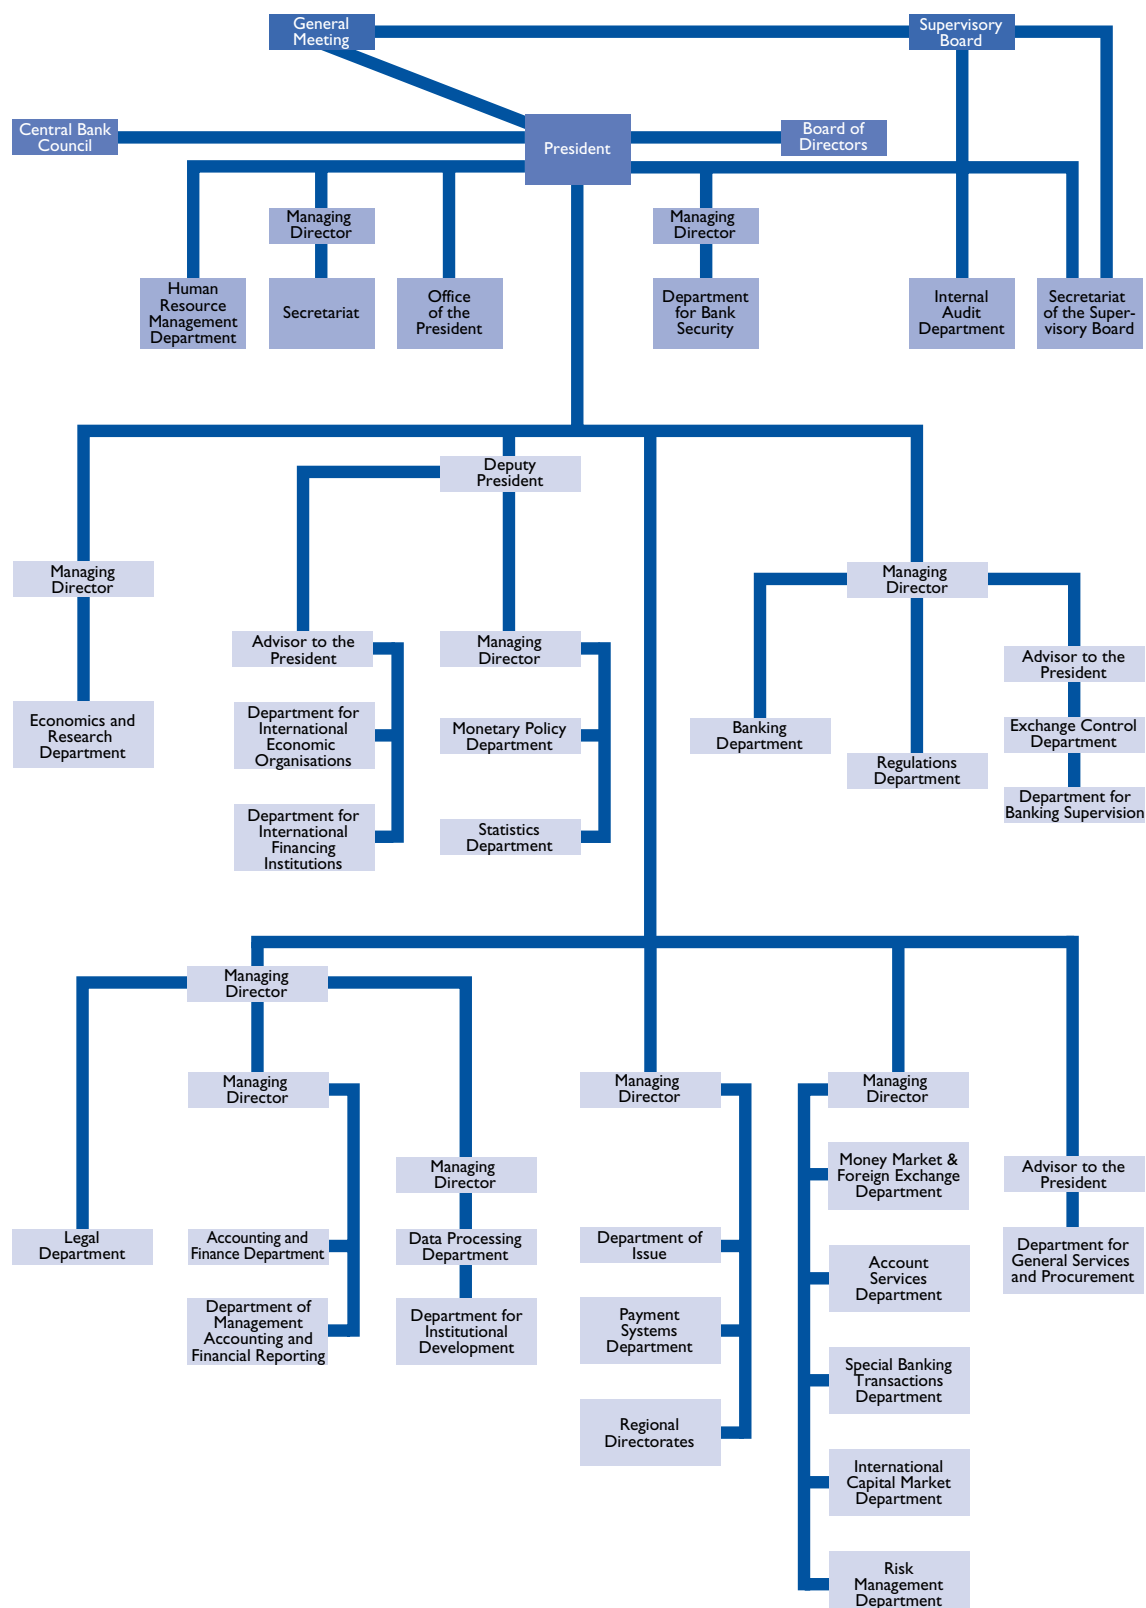 General
Meeting
Supervisory
Board
Central Bank
Council
President
Board of
Directors
Managing
Director
Managing
Director
Human
Resource
Management
Department
Secretariat
Office
of the
President
Department
for Bank
Security
Internal
Audit
Department
Secretariat
of the Super-
visory Board
Deputy
President
Managing
Director
Managing
Director
Advisor to the
President
Managing
Director
Advisor to the
President
Economics and
Research
Department
Department for
International
Economic
Organisations
Monetary Policy
Department
Banking
Department
Regulations
Department
Exchange Control
Department
Department for
Banking Supervision
Department for
International
Financing
Institutions
Statistics
Department
Managing
Director
Managing
Director
Managing
Director
Managing
Director
Managing
Director
Money Market &
Foreign Exchange
Department
Advisor to the
President
Legal
Department
Accounting and
Finance Department
Data Processing
Department
Department of
Issue
Account
Services
Department
Department for
General Services
and Procurement
Department of
Management
Accounting and
Financial Reporting
Department for
Institutional
Development
Payment
Systems
Department
Special Banking
Transactions
Department
Regional
Directorates
International
Capital Market
Department
Risk
Management
Department